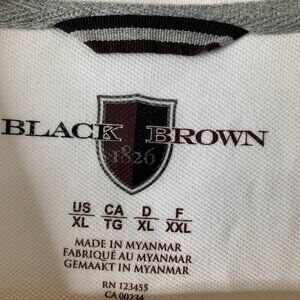 BLACK BROWN
1826
US CA D F
XL TG XL XXL
MADE IN MYANMAR
FABRIQUÉ AU MYANMAR
GEMAAKT IN MYANMAR
RN 123455
CA 00234